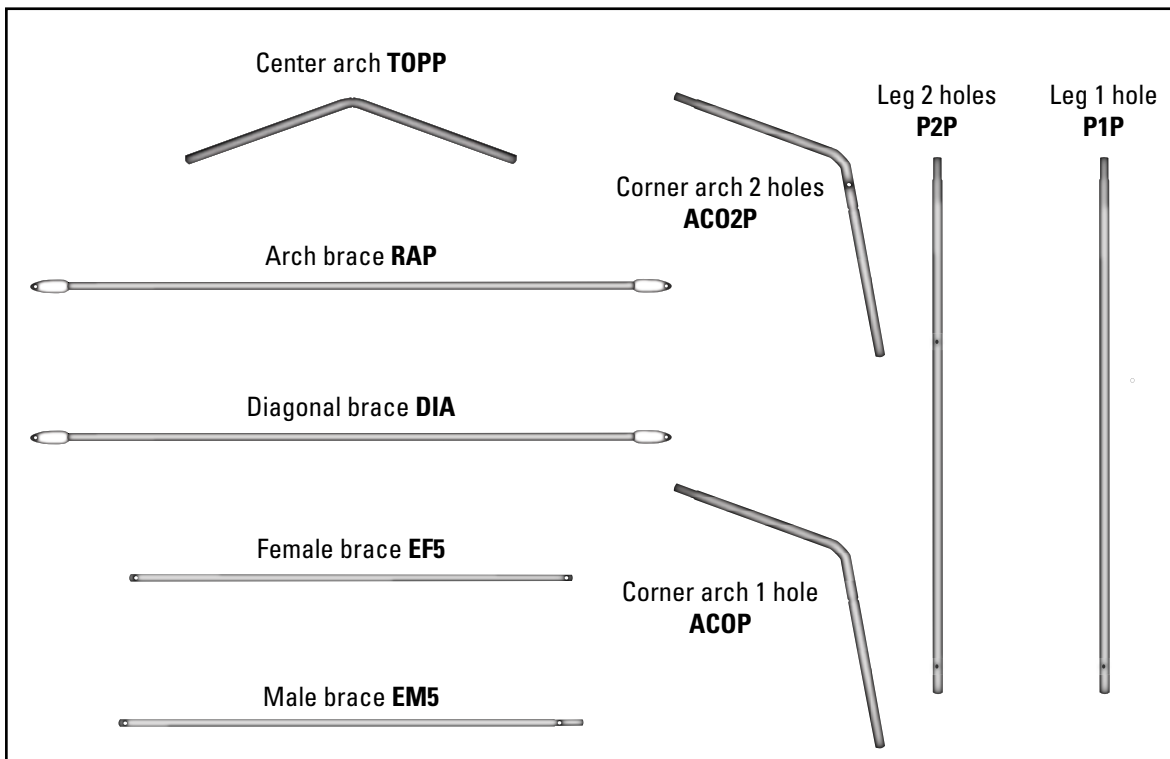 Center arch TOPP
Leg 2 holes
P2P
Leg 1 hole
P1P
Corner arch 2 holes
ACO2P
Arch brace RAP
Diagonal brace DIA
Female brace EF5
Corner arch 1 hole
ACOP
Male brace EM5